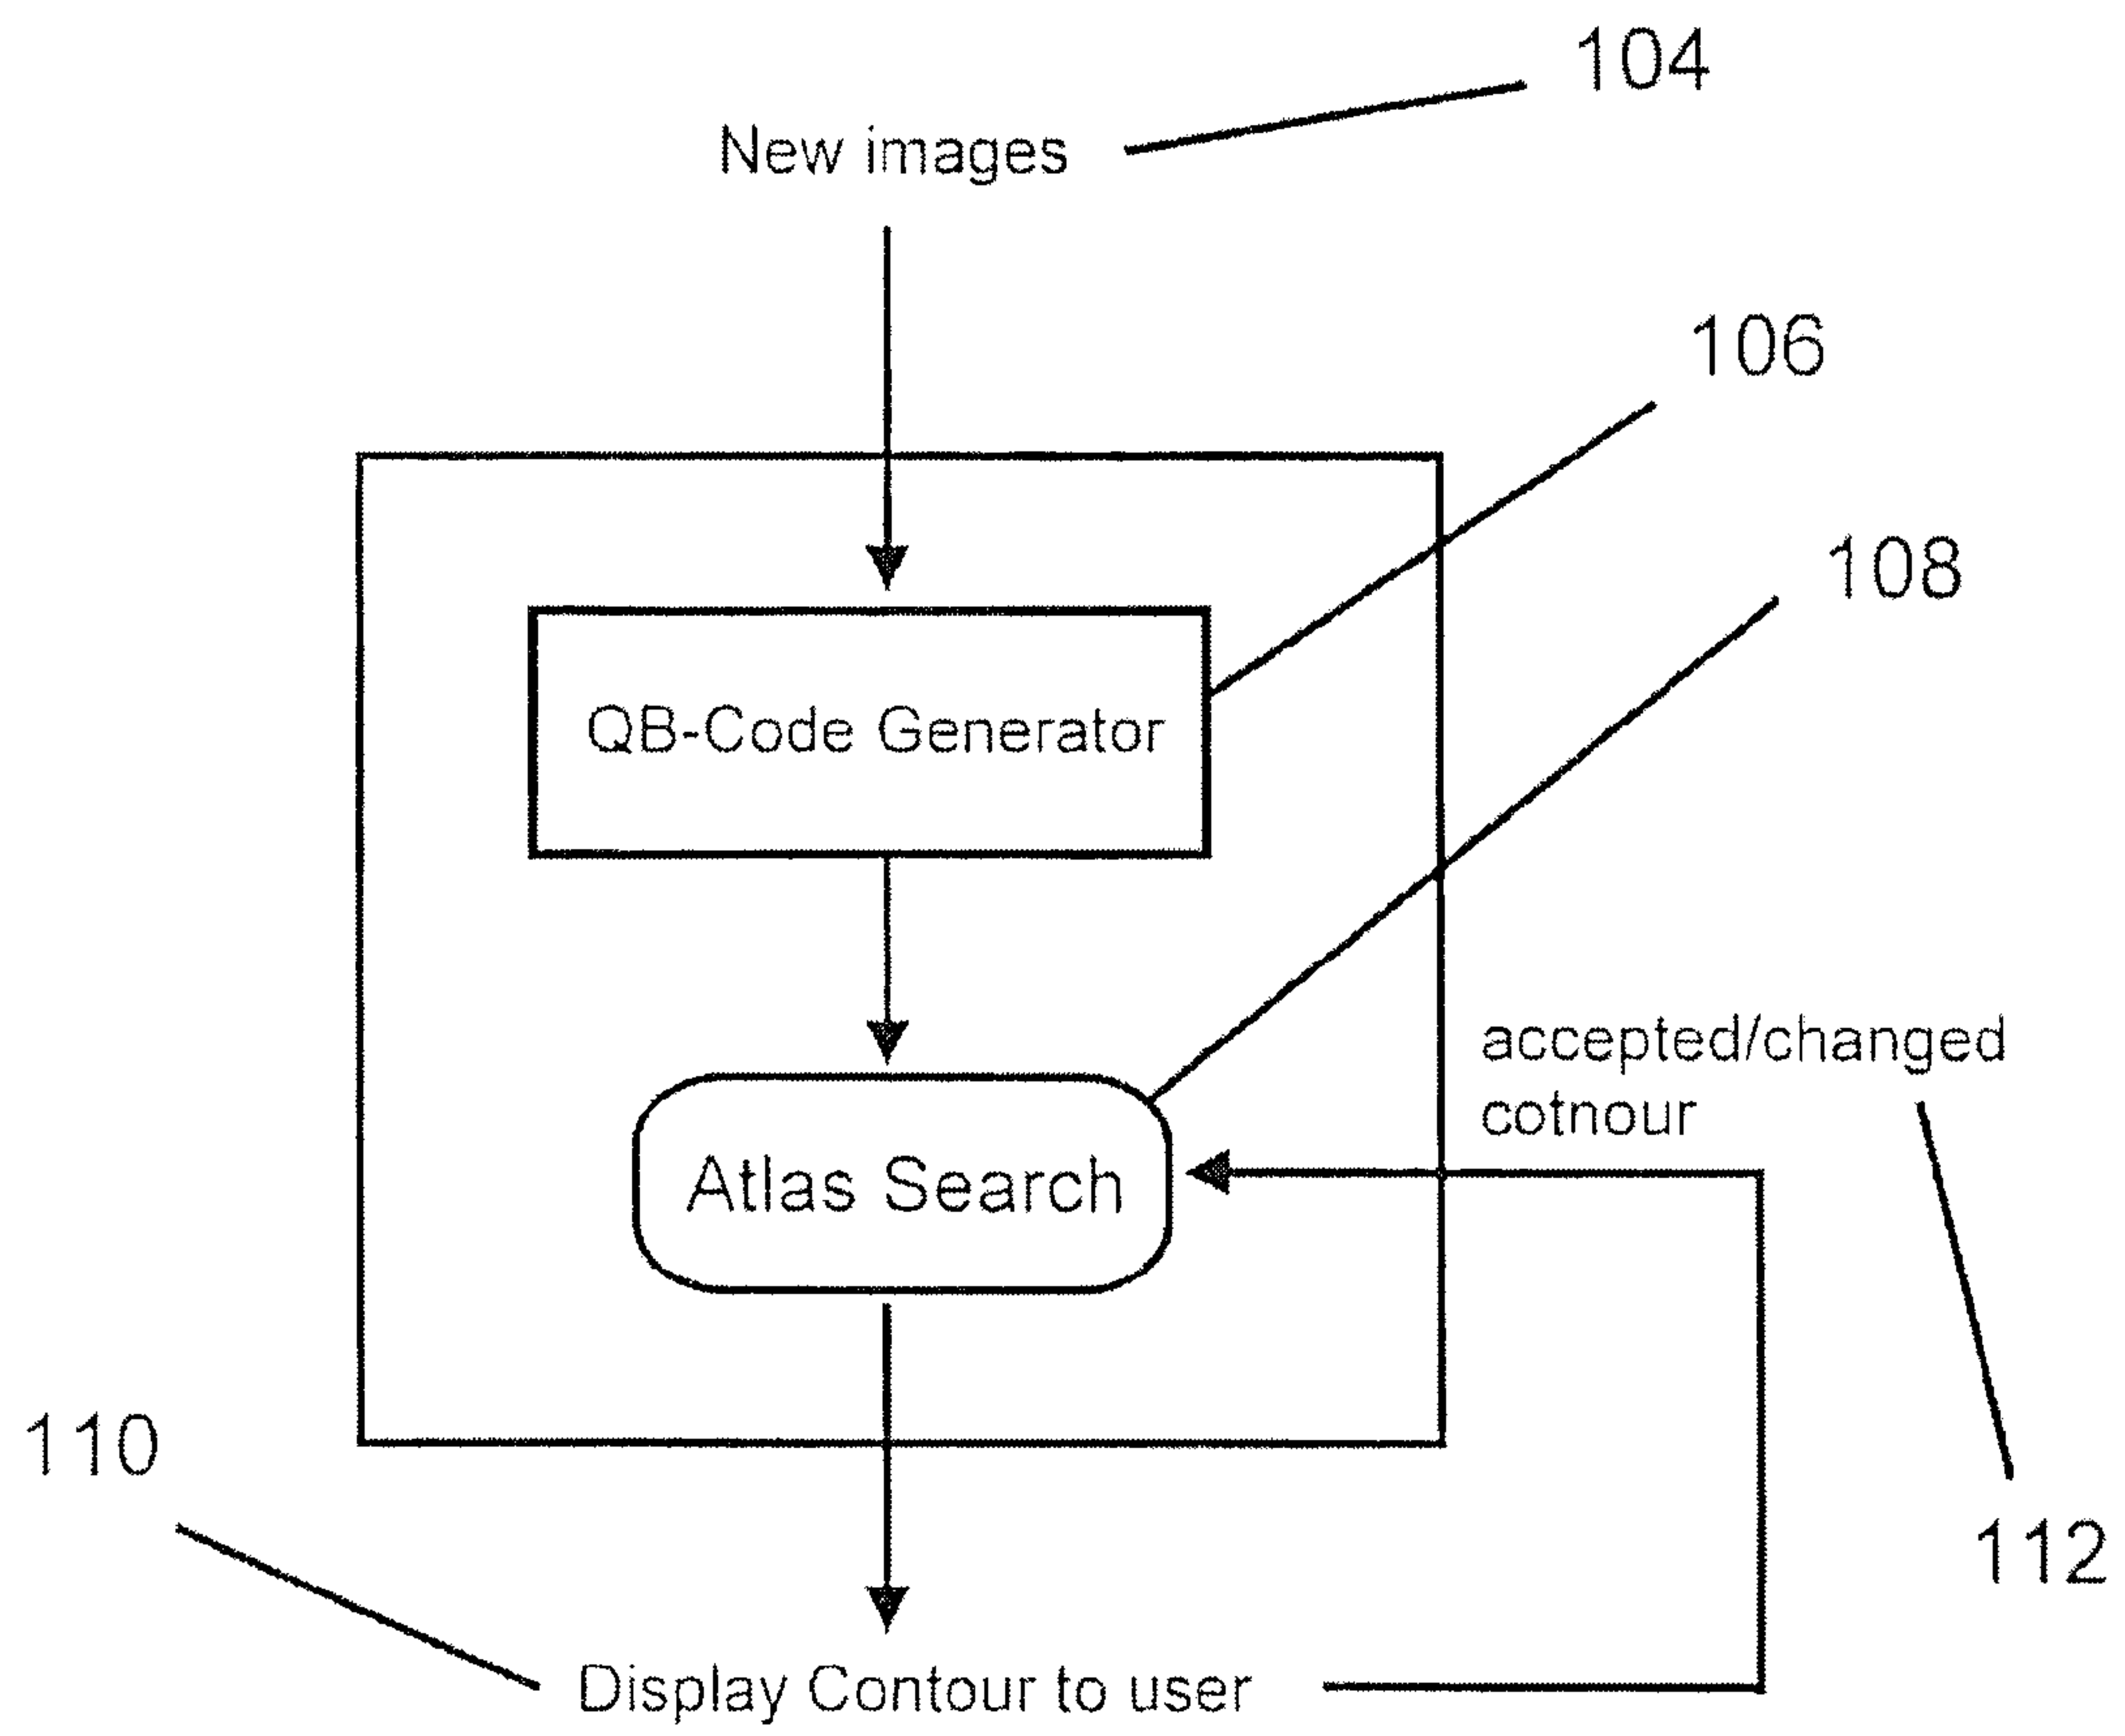 104
New images
106
QB-Code Generator
108
accepted/changed
cotnour
Atlas Search
110
112
Display Contour to user